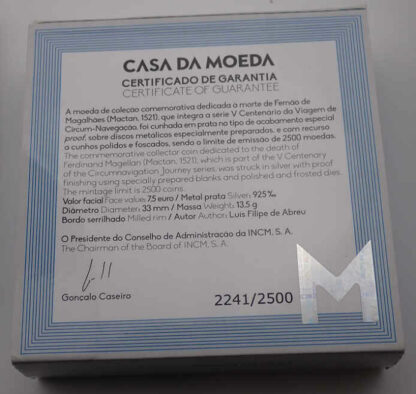 CASA DA MOEDA
CERTIFICADO DE GARANTIA
CERTIFICATE OF GUARANTEE
A moeda de coleção comemorativa dedicada à morte de Fernão de
Magalhães (Mactan, 1521), que integra a série V Centenário da Viagem de
Circum-Navegação, foi cunhada em prata no tipo de acabamento especial
proof, sobre discos metálicos especialmente preparados, e com recurso
a cunhos polidos e foscados, sendo o limite de emissão de 2500 moedas.
The commemorative collector coin dedicated to the death of
Ferdinand Magellan (Mactan, 1521), which is part of the V Centenary
of the Circumnavigation Journey series, was struck in silver with proof
finishing using specially prepared blanks and polished and frosted dies.
The mintage limit is 2500 coins.
Valor facial Face value: 7,5 euro / Metal prata Silver: 925‰
Diâmetro Diameter: 33 mm / Massa Weight: 13,5 g
Bordo serrilhado Milled rim / Autor Author: Luís Filipe de Abreu
O Presidente do Conselho de Administração da INCM, S. A.
The Chairman of the Board of INCM, S. A.
Gonçalo Caseiro
2241/2500
M